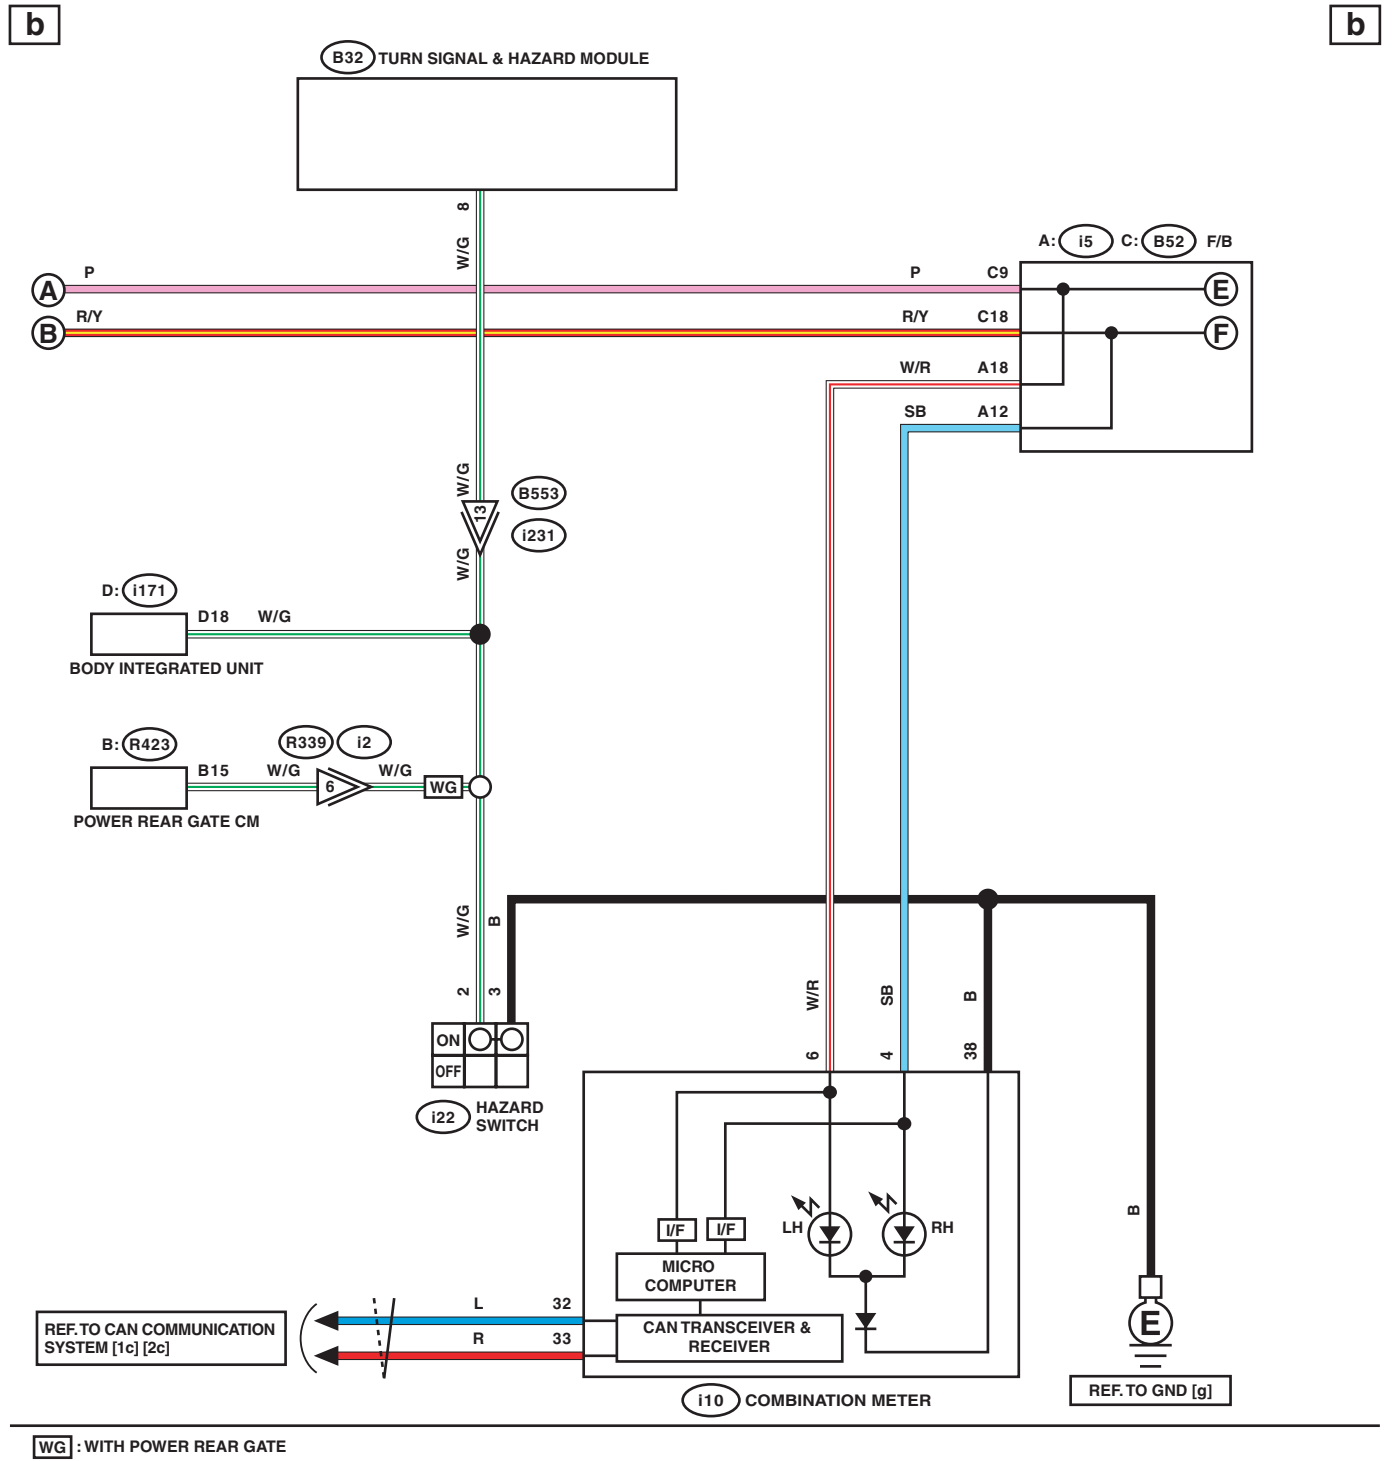 b
b
B32 TURN SIGNAL & HAZARD MODULE
8
W/G
A: i5 C: B52 F/B
A P P C9 E
B R/Y R/Y C18 F
W/R A18
SB A12
W/G
13
B553
i231
W/G
D: i171
D18 W/G
BODY INTEGRATED UNIT
B: R423
R339 i2
B15 W/G 6 W/G WG
POWER REAR GATE CM
W/G B
2 3
W/R SB B
6 4 38
ON
OFF
i22 HAZARD
SWITCH
LH RH
I/F I/F
MICRO
COMPUTER
CAN TRANSCEIVER &
RECEIVER
L 32
R 33
REF. TO CAN COMMUNICATION
SYSTEM [1c] [2c]
i10 COMBINATION METER
B
E
REF. TO GND [g]
WG : WITH POWER REAR GATE